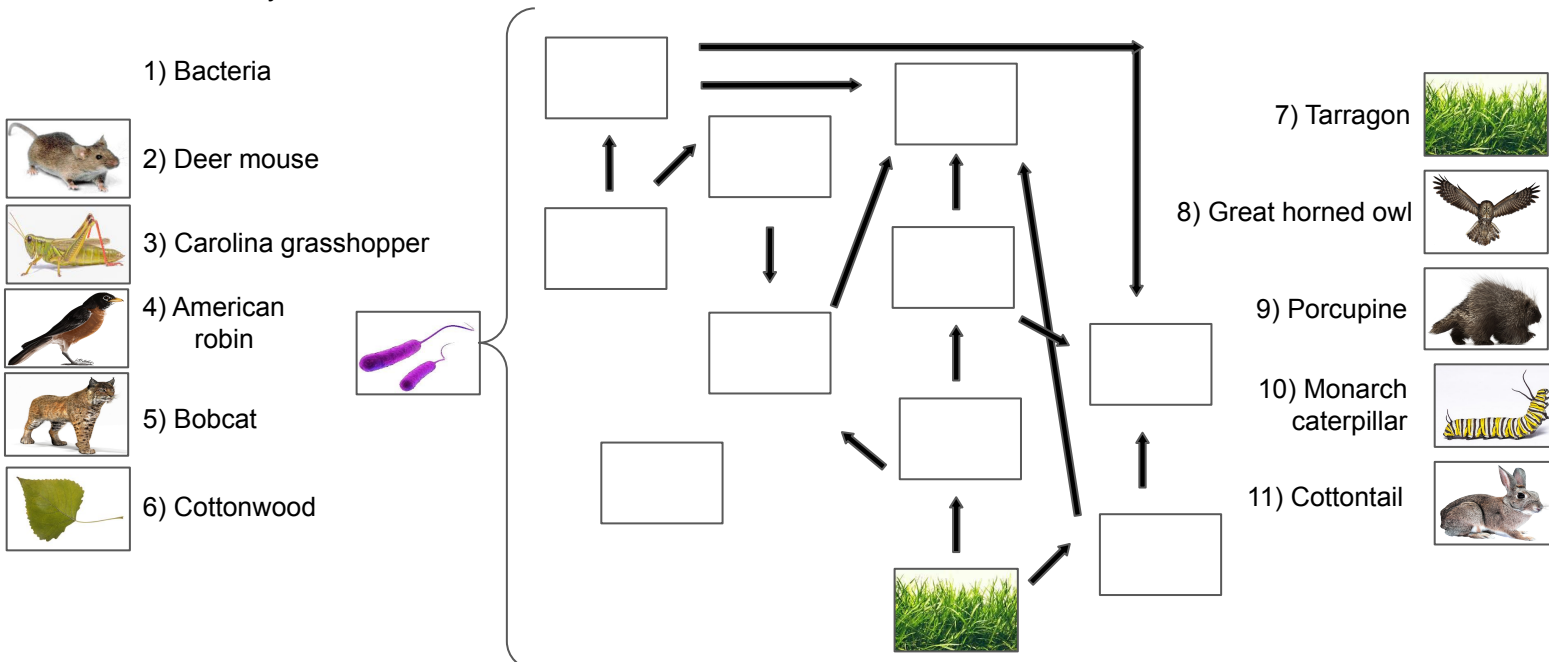 1) Bacteria
2) Deer mouse
3) Carolina grasshopper
4) American
robin
5) Bobcat
6) Cottonwood
7) Tarragon
8) Great horned owl
9) Porcupine
10) Monarch
caterpillar
11) Cottontail